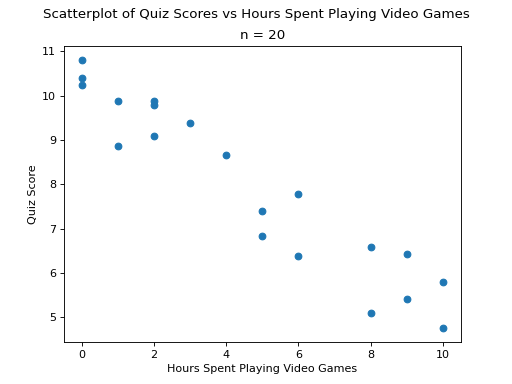 Scatterplot of Quiz Scores vs Hours Spent Playing Video Games
n = 20
11
10
9
8
7
6
5
Quiz Score
0 2 4 6 8 10
Hours Spent Playing Video Games